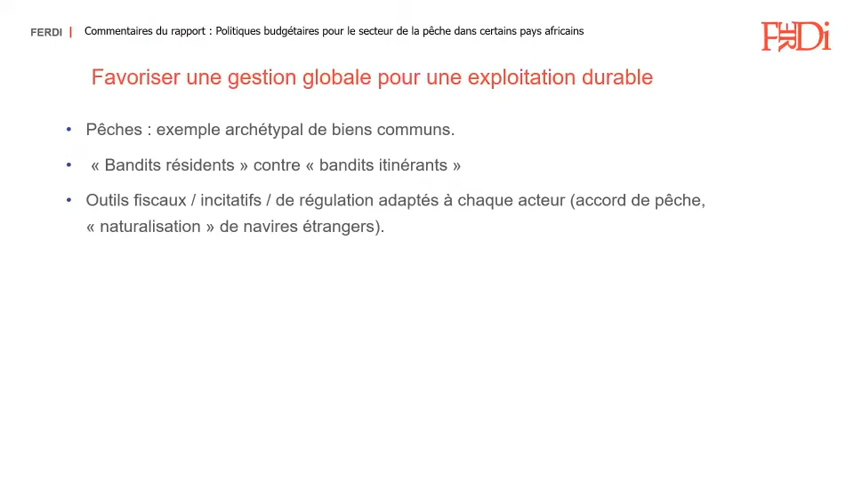 FERDI | Commentaires du rapport : Politiques budgétaires pour le secteur de la pêche dans certains pays africains
FERDi
Favoriser une gestion globale pour une exploitation durable
• Pêches : exemple archétypal de biens communs.
• « Bandits résidents » contre « bandits itinérants »
• Outils fiscaux / incitatifs / de régulation adaptés à chaque acteur (accord de pêche,
« naturalisation » de navires étrangers).